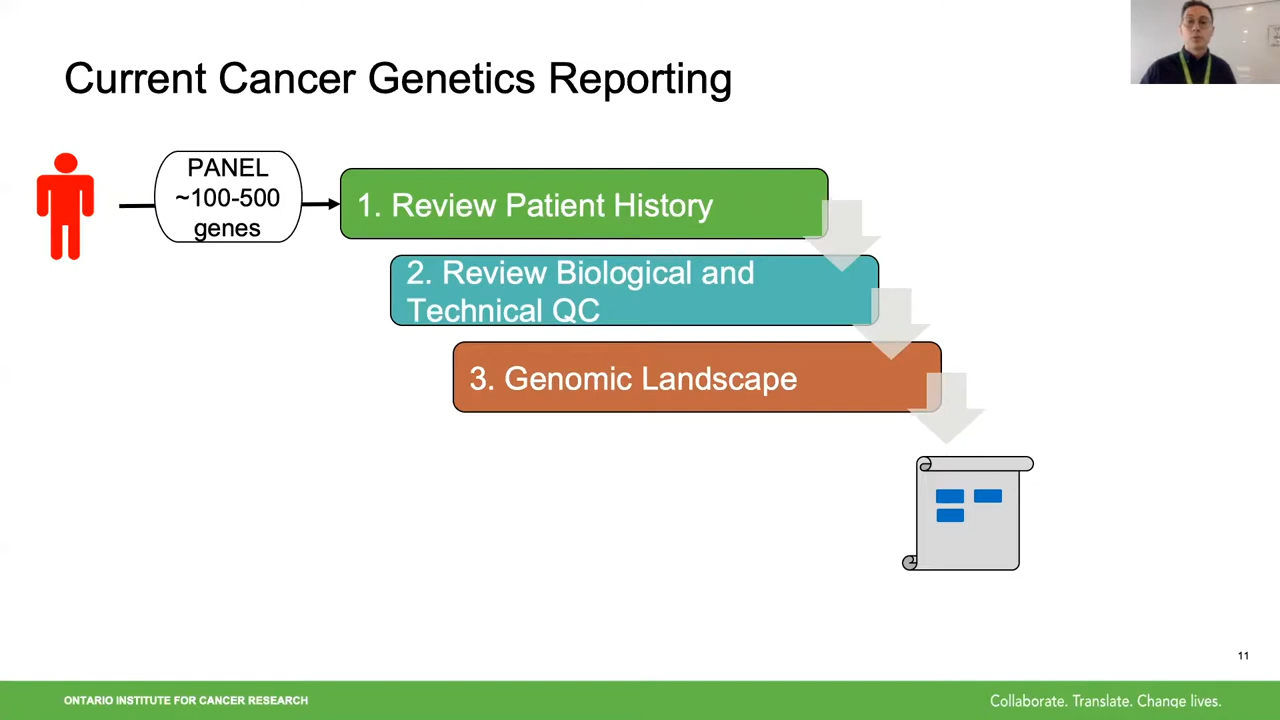 Current Cancer Genetics Reporting
PANEL
~100-500
genes
1. Review Patient History
2. Review Biological and
Technical QC
3. Genomic Landscape
11
ONTARIO INSTITUTE FOR CANCER RESEARCH
Collaborate. Translate. Change lives.